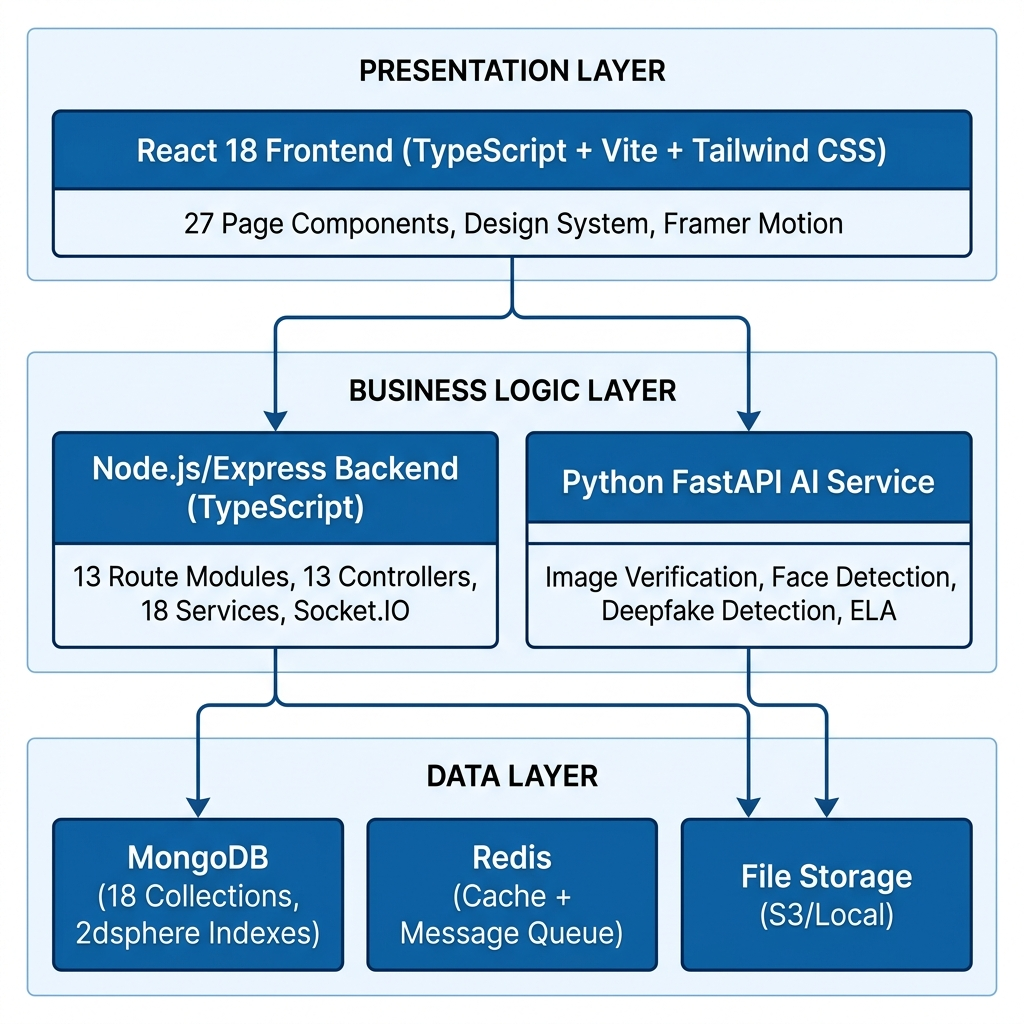 PRESENTATION LAYER
React 18 Frontend (TypeScript + Vite + Tailwind CSS)
27 Page Components, Design System, Framer Motion
BUSINESS LOGIC LAYER
Node.js/Express Backend
(TypeScript)
13 Route Modules, 13 Controllers,
18 Services, Socket.IO
Python FastAPI AI Service
Image Verification, Face Detection,
Deepfake Detection, ELA
DATA LAYER
MongoDB
(18 Collections,
2dsphere Indexes)
Redis
(Cache +
Message Queue)
File Storage
(S3/Local)